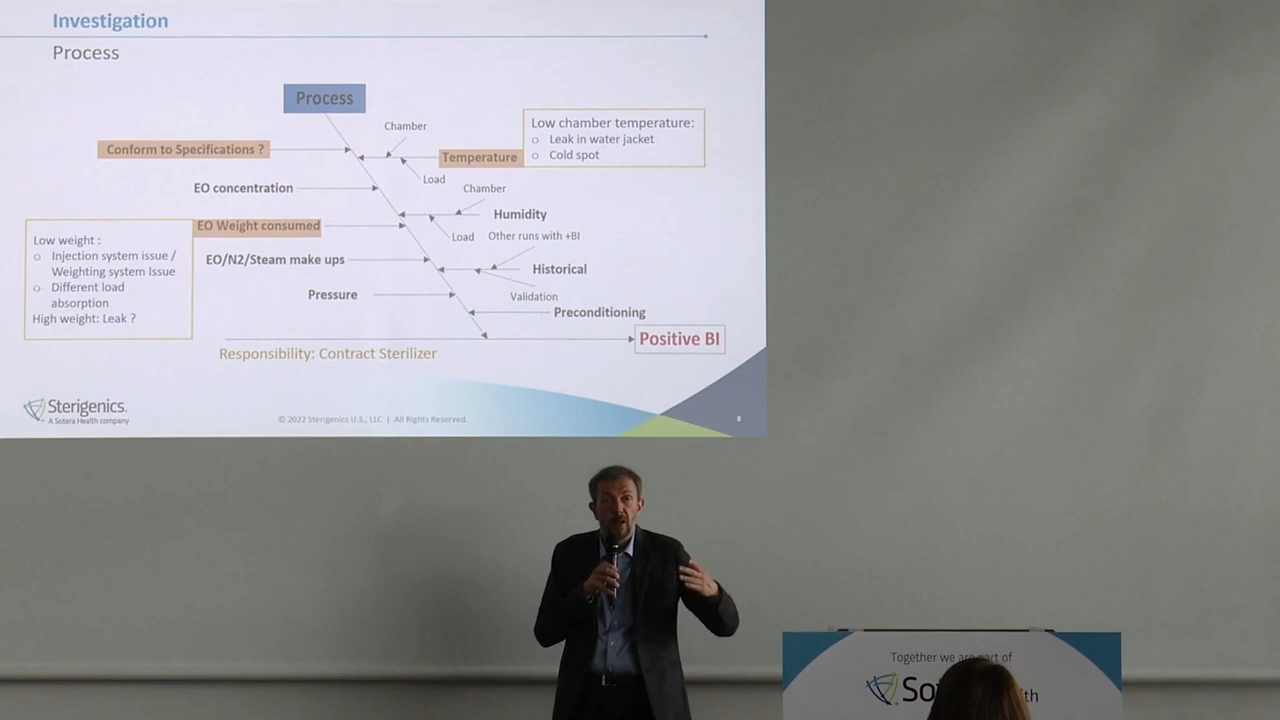 Investigation
Process
Process
Chamber
Low chamber temperature:
o Leak in water jacket
o Cold spot
Conform to Specifications ?
Temperature
Load
EO concentration
Chamber
Humidity
EO Weight consumed
Load
Other runs with +BI
Low weight :
o Injection system issue /
Weighting system Issue
o Different load
absorption
High weight: Leak ?
EO/N2/Steam make ups
Historical
Pressure
Validation
Preconditioning
Positive BI
Responsibility: Contract Sterilizer
Sterigenics.
A Sotera Health company
© 2022 Sterigenics U.S., LLC | All Rights Reserved.
8
Together we are part of
So th